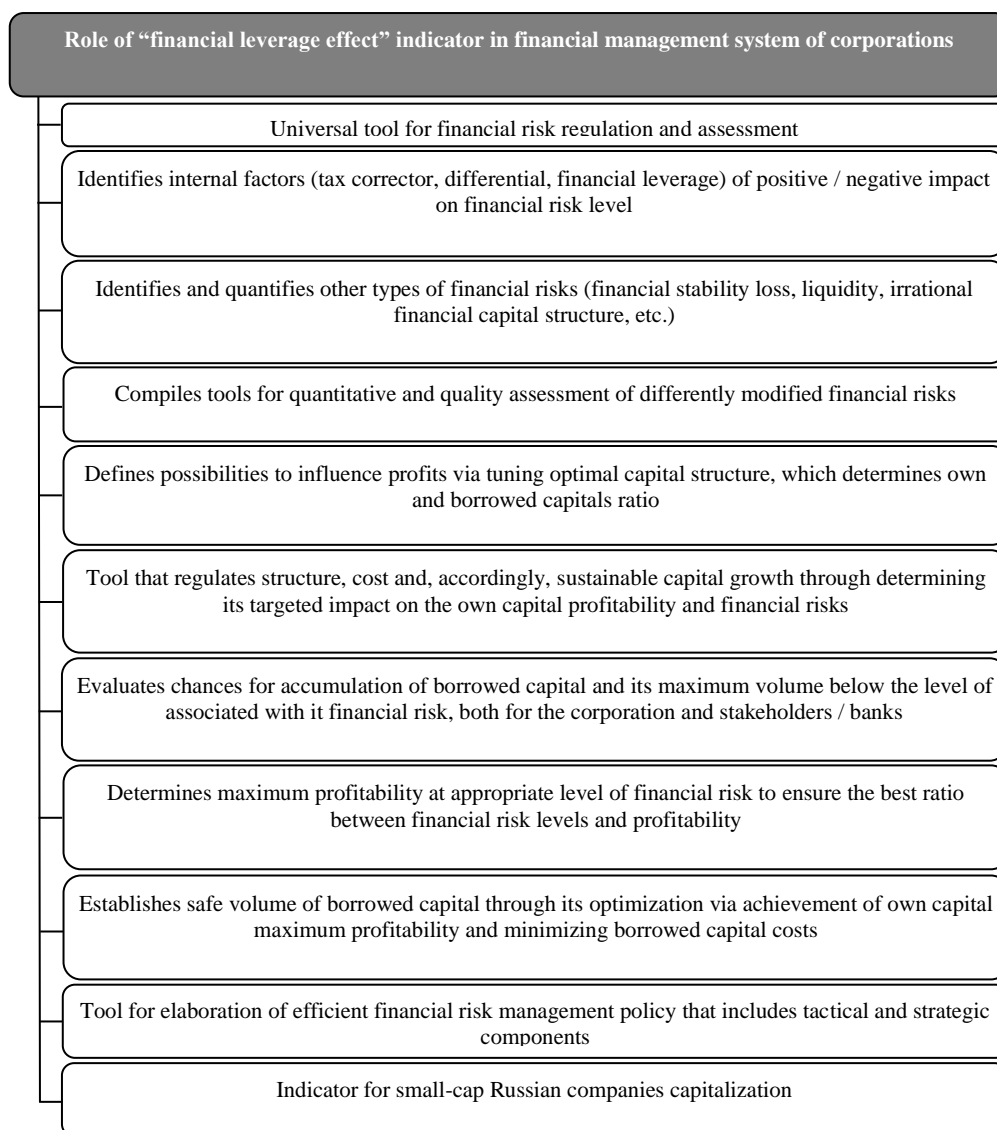 Role of “financial leverage effect” indicator in financial management system of corporations
Universal tool for financial risk regulation and assessment
Identifies internal factors (tax corrector, differential, financial leverage) of positive / negative impact
on financial risk level
Identifies and quantifies other types of financial risks (financial stability loss, liquidity, irrational
financial capital structure, etc.)
Compiles tools for quantitative and quality assessment of differently modified financial risks
Defines possibilities to influence profits via tuning optimal capital structure, which determines own
and borrowed capitals ratio
Tool that regulates structure, cost and, accordingly, sustainable capital growth through determining
its targeted impact on the own capital profitability and financial risks
Evaluates chances for accumulation of borrowed capital and its maximum volume below the level of
associated with it financial risk, both for the corporation and stakeholders / banks
Determines maximum profitability at appropriate level of financial risk to ensure the best ratio
between financial risk levels and profitability
Establishes safe volume of borrowed capital through its optimization via achievement of own capital
maximum profitability and minimizing borrowed capital costs
Tool for elaboration of efficient financial risk management policy that includes tactical and strategic
components
Indicator for small-cap Russian companies capitalization